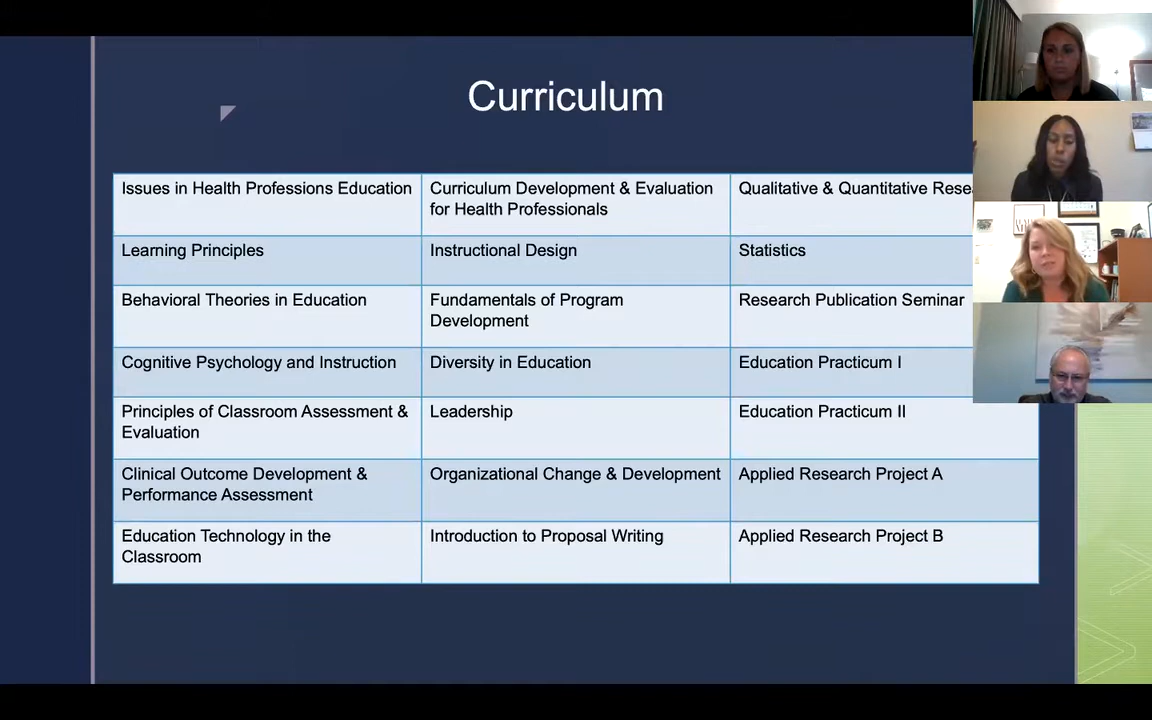 Curriculum
Issues in Health Professions Education
Curriculum Development & Evaluation
for Health Professionals
Qualitative & Quantitative
Learning Principles
Instructional Design
Statistics
Behavioral Theories in Education
Fundamentals of Program
Development
Research Publication Seminar
Cognitive Psychology and Instruction
Diversity in Education
Education Practicum I
Principles of Classroom Assessment &
Evaluation
Leadership
Education Practicum II
Clinical Outcome Development &
Performance Assessment
Organizational Change & Development
Applied Research Project A
Education Technology in the
Classroom
Introduction to Proposal Writing
Applied Research Project B